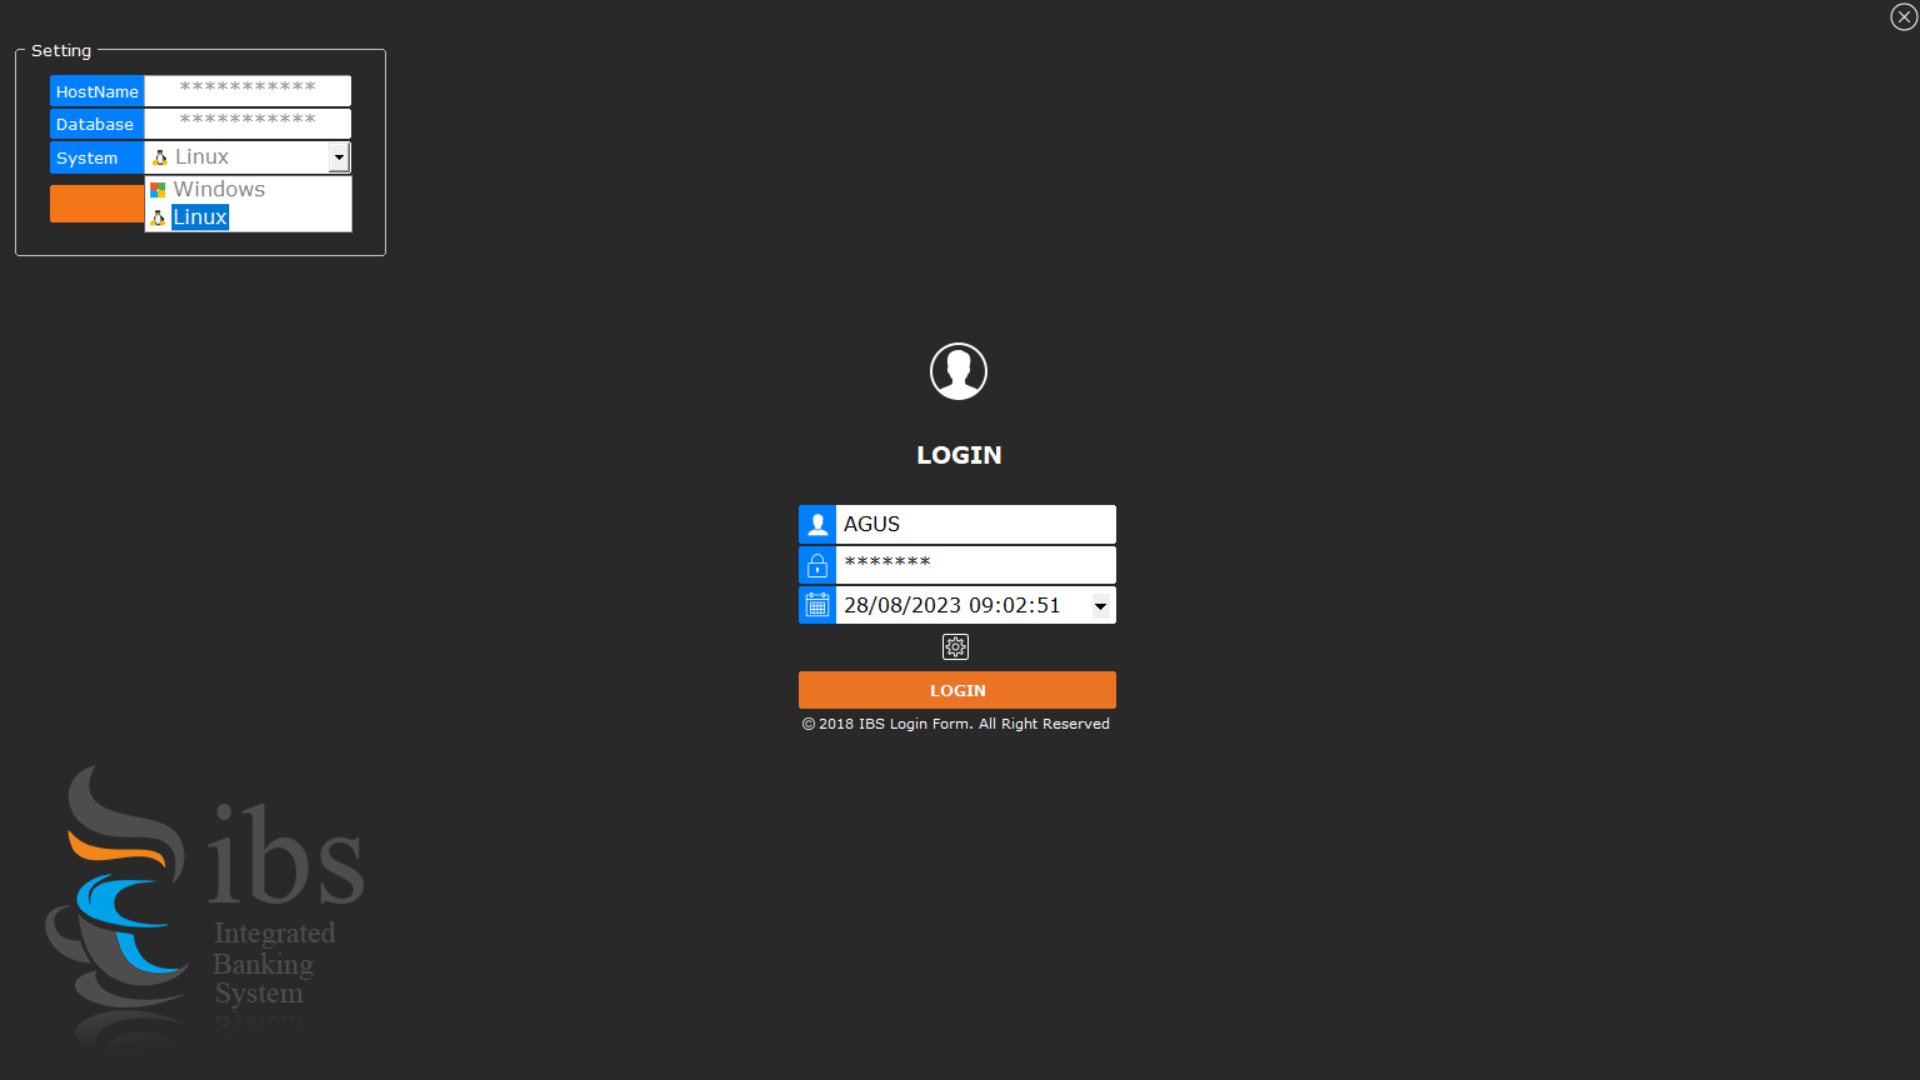 Setting
HostName ***********
Database ***********
System Linux
Windows
Linux
LOGIN
AGUS
*******
28/08/2023 09:02:51
LOGIN
© 2018 IBS Login Form. All Right Reserved
ibs
Integrated
Banking
System